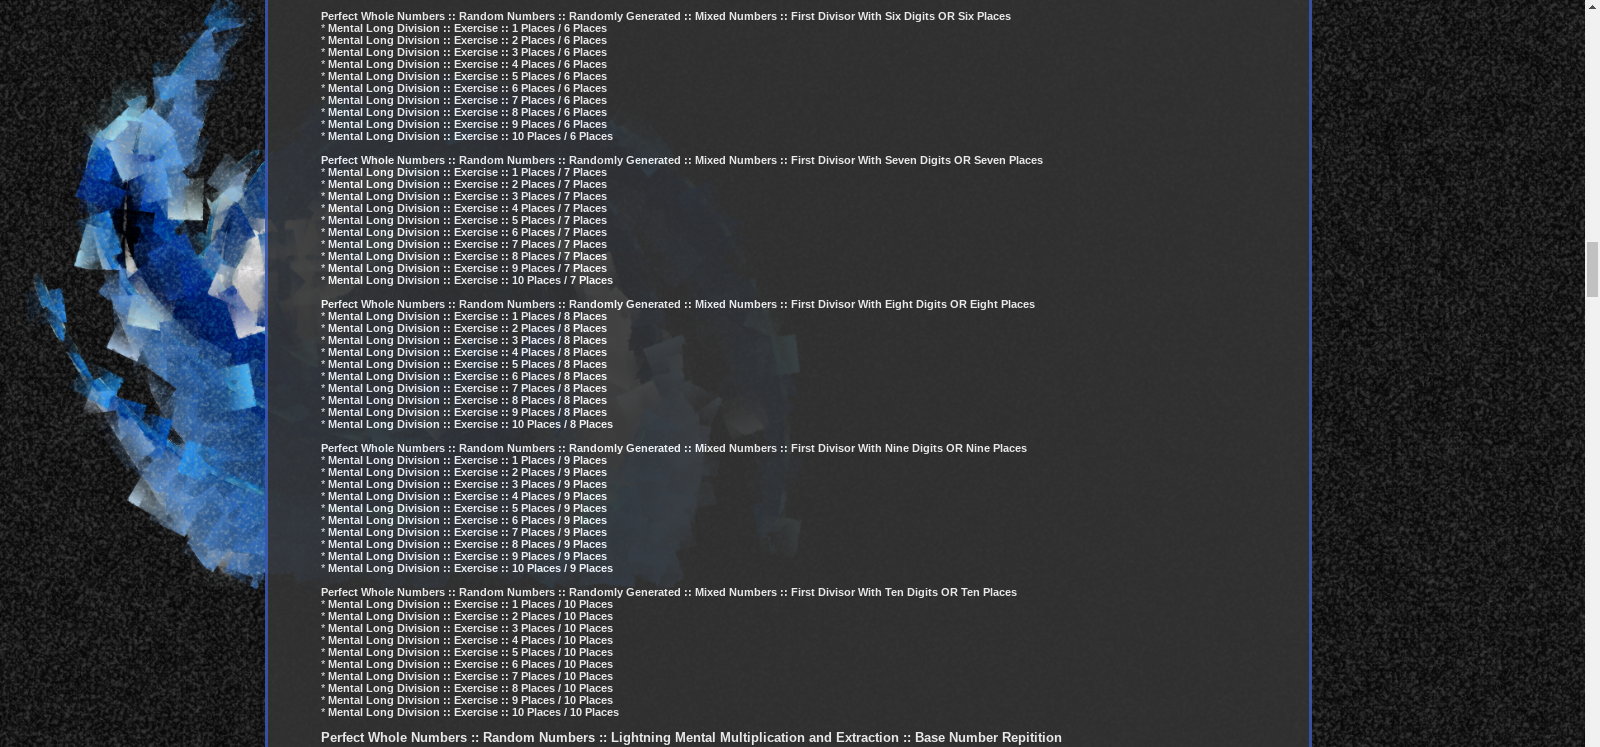 Perfect Whole Numbers :: Random Numbers :: Randomly Generated :: Mixed Numbers :: First Divisor With Six Digits OR Six Places
* Mental Long Division :: Exercise :: 1 Places / 6 Places
* Mental Long Division :: Exercise :: 2 Places / 6 Places
* Mental Long Division :: Exercise :: 3 Places / 6 Places
* Mental Long Division :: Exercise :: 4 Places / 6 Places
* Mental Long Division :: Exercise :: 5 Places / 6 Places
* Mental Long Division :: Exercise :: 6 Places / 6 Places
* Mental Long Division :: Exercise :: 7 Places / 6 Places
* Mental Long Division :: Exercise :: 8 Places / 6 Places
* Mental Long Division :: Exercise :: 9 Places / 6 Places
* Mental Long Division :: Exercise :: 10 Places / 6 Places
Perfect Whole Numbers :: Random Numbers :: Randomly Generated :: Mixed Numbers :: First Divisor With Seven Digits OR Seven Places
* Mental Long Division :: Exercise :: 1 Places / 7 Places
* Mental Long Division :: Exercise :: 2 Places / 7 Places
* Mental Long Division :: Exercise :: 3 Places / 7 Places
* Mental Long Division :: Exercise :: 4 Places / 7 Places
* Mental Long Division :: Exercise :: 5 Places / 7 Places
* Mental Long Division :: Exercise :: 6 Places / 7 Places
* Mental Long Division :: Exercise :: 7 Places / 7 Places
* Mental Long Division :: Exercise :: 8 Places / 7 Places
* Mental Long Division :: Exercise :: 9 Places / 7 Places
* Mental Long Division :: Exercise :: 10 Places / 7 Places
Perfect Whole Numbers :: Random Numbers :: Randomly Generated :: Mixed Numbers :: First Divisor With Eight Digits OR Eight Places
* Mental Long Division :: Exercise :: 1 Places / 8 Places
* Mental Long Division :: Exercise :: 2 Places / 8 Places
* Mental Long Division :: Exercise :: 3 Places / 8 Places
* Mental Long Division :: Exercise :: 4 Places / 8 Places
* Mental Long Division :: Exercise :: 5 Places / 8 Places
* Mental Long Division :: Exercise :: 6 Places / 8 Places
* Mental Long Division :: Exercise :: 7 Places / 8 Places
* Mental Long Division :: Exercise :: 8 Places / 8 Places
* Mental Long Division :: Exercise :: 9 Places / 8 Places
* Mental Long Division :: Exercise :: 10 Places / 8 Places
Perfect Whole Numbers :: Random Numbers :: Randomly Generated :: Mixed Numbers :: First Divisor With Nine Digits OR Nine Places
* Mental Long Division :: Exercise :: 1 Places / 9 Places
* Mental Long Division :: Exercise :: 2 Places / 9 Places
* Mental Long Division :: Exercise :: 3 Places / 9 Places
* Mental Long Division :: Exercise :: 4 Places / 9 Places
* Mental Long Division :: Exercise :: 5 Places / 9 Places
* Mental Long Division :: Exercise :: 6 Places / 9 Places
* Mental Long Division :: Exercise :: 7 Places / 9 Places
* Mental Long Division :: Exercise :: 8 Places / 9 Places
* Mental Long Division :: Exercise :: 9 Places / 9 Places
* Mental Long Division :: Exercise :: 10 Places / 9 Places
Perfect Whole Numbers :: Random Numbers :: Randomly Generated :: Mixed Numbers :: First Divisor With Ten Digits OR Ten Places
* Mental Long Division :: Exercise :: 1 Places / 10 Places
* Mental Long Division :: Exercise :: 2 Places / 10 Places
* Mental Long Division :: Exercise :: 3 Places / 10 Places
* Mental Long Division :: Exercise :: 4 Places / 10 Places
* Mental Long Division :: Exercise :: 5 Places / 10 Places
* Mental Long Division :: Exercise :: 6 Places / 10 Places
* Mental Long Division :: Exercise :: 7 Places / 10 Places
* Mental Long Division :: Exercise :: 8 Places / 10 Places
* Mental Long Division :: Exercise :: 9 Places / 10 Places
* Mental Long Division :: Exercise :: 10 Places / 10 Places
Perfect Whole Numbers :: Random Numbers :: Lightning Mental Multiplication and Extraction :: Base Number Repitition